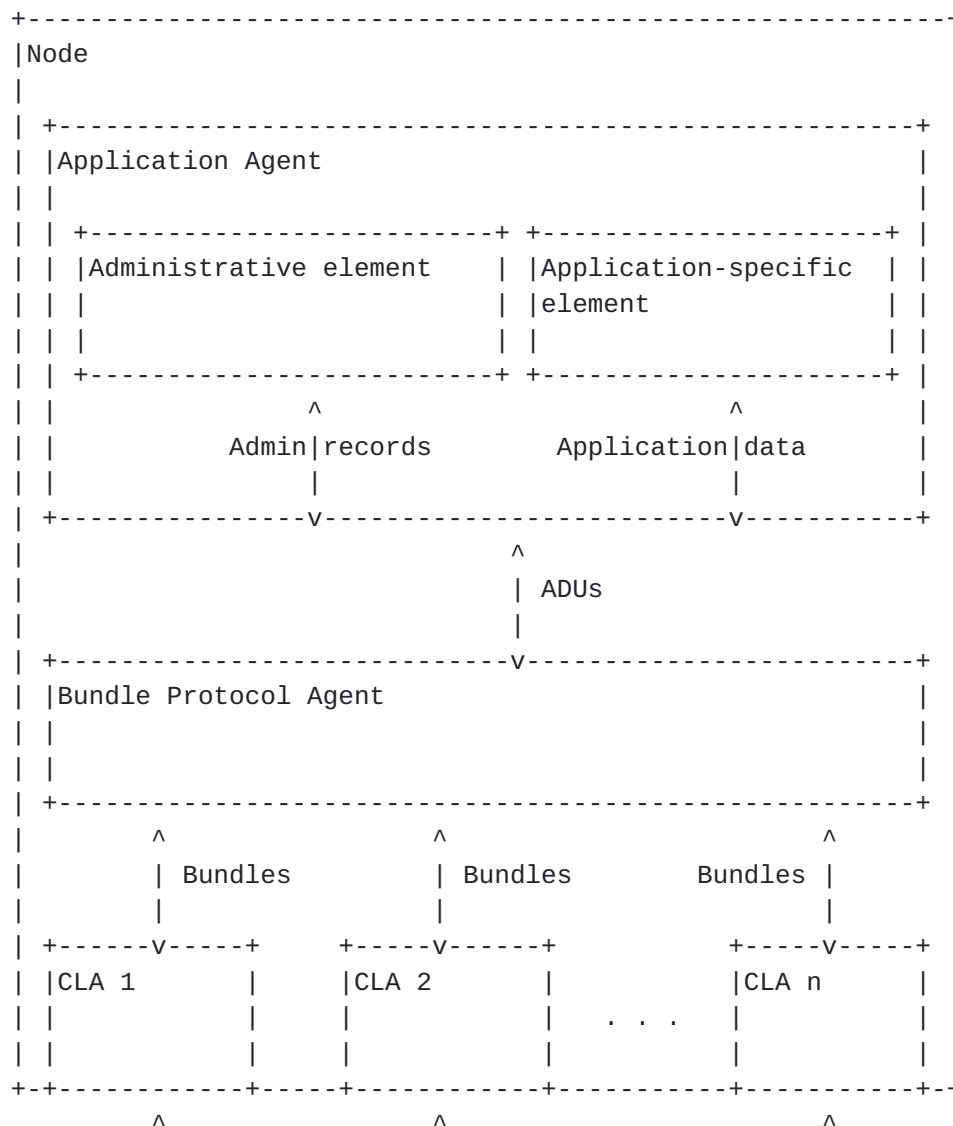 Node
Application Agent
Administrative element Application-specific
element
Admin records Application data
ADUs
Bundle Protocol Agent
Bundles Bundles Bundles
CLA 1 CLA 2 CLA n
. . .